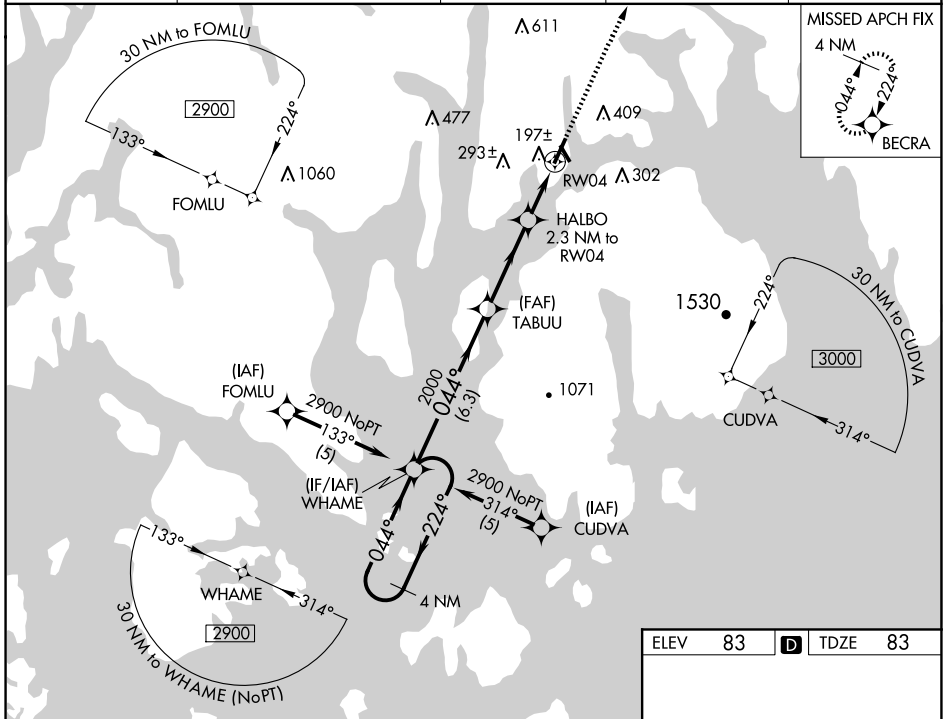 611
MISSED APCH FIX
4 NM
044°
224°
BECRA
30 NM to FOMLU
2900
224°
133°
FOMLU
1060
477
409
197±
293±
RW04
302
HALBO
2.3 NM to
RW04
(FAF)
TABUU
1530
224°
30 NM to CUDVA
3000
CUDVA
314°
1071
(IAF)
FOMLU
2900 NoPT
133°
(5)
2000
044°
(6.3)
(IF/IAF)
WHAME
2900 NoPT
314°
(5)
(IAF)
CUDVA
044°
224°
4 NM
133°
WHAME
314°
2900
30 NM to WHAME (NoPT)
ELEV 83 D TDZE 83